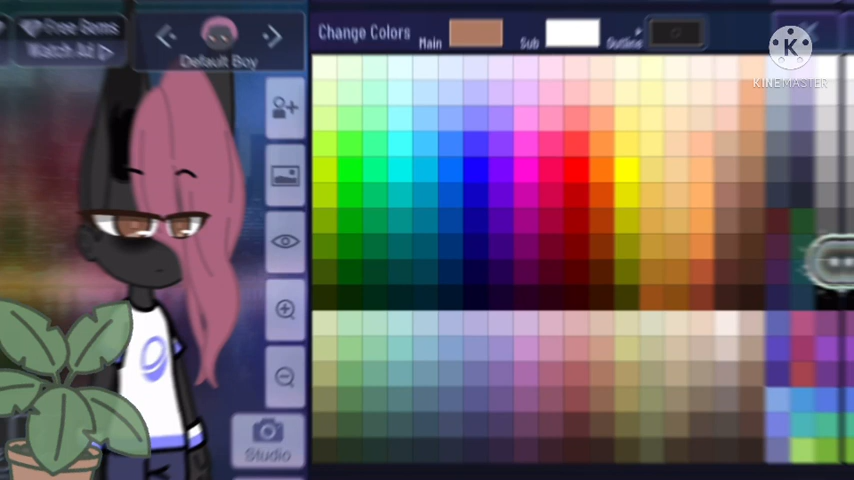 Free Gems
Watch Ad
Default Boy
Change Colors
Main
Sub
Outline
K
KINEMASTER
Studio